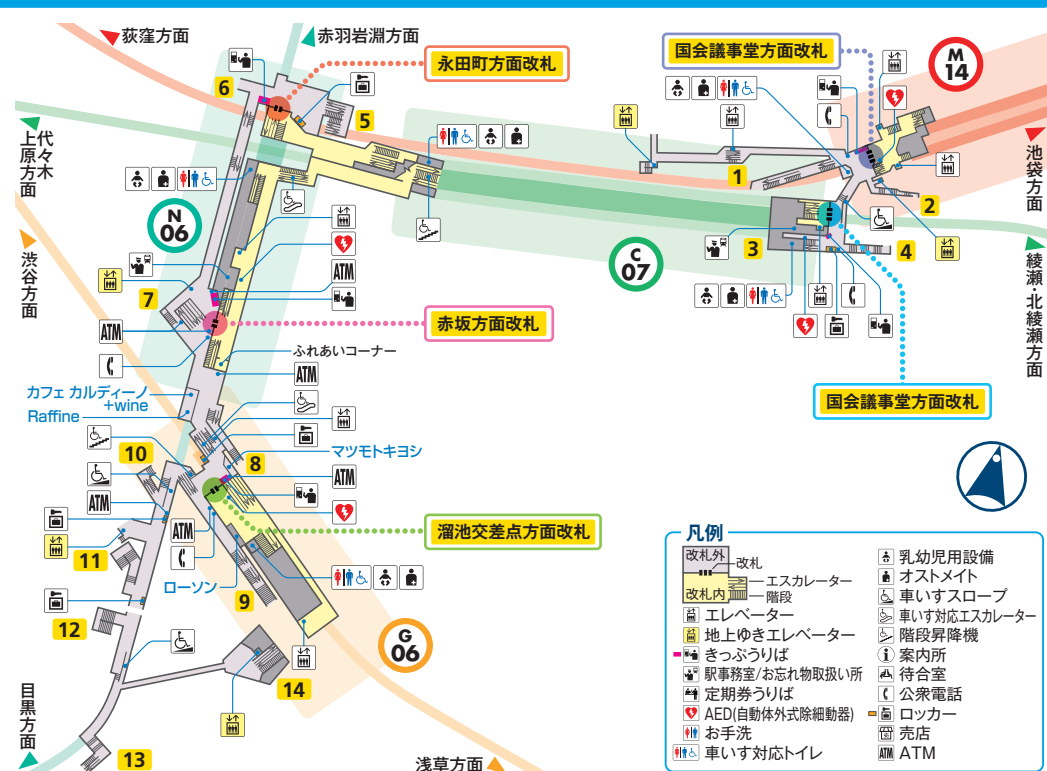 荻窪方面
赤羽岩淵方面
永田町方面改札
国会議事堂方面改札
M
14
6
5
代々木
上原方面
池袋方面
1
2
N
06
C
07
3
4
渋谷方面
綾瀬・北綾瀬方面
7
ATM
ATM
赤坂方面改札
ふれあいコーナー
ATM
国会議事堂方面改札
カフェ カルディーノ
+wine
Raffine
10
8
マツモトキヨシ
ATM
ATM
ATM
溜池交差点方面改札
11
ローソン
9
12
G
06
14
目黒方面
13
浅草方面
凡例
改札外
改札
エスカレーター
改札内
階段
エレベーター
地上ゆきエレベーター
きっぷうりば
駅事務室/お忘れ物取扱い所
定期券うりば
AED(自動体外式除細動器)
お手洗
車いす対応トイレ
乳幼児用設備
オストメイト
車いすスロープ
車いす対応エスカレーター
階段昇降機
案内所
待合室
公衆電話
ロッカー
売店
ATM ATM